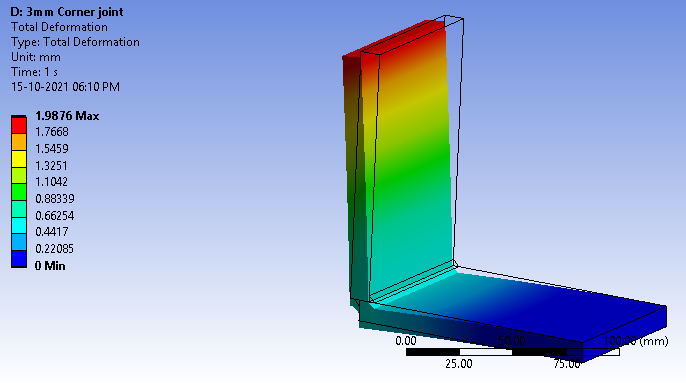 D: 3mm Corner joint
Total Deformation
Type: Total Deformation
Unit: mm
Time: 1 s
15-10-2021 06:10 PM
1.9876 Max
1.7668
1.5459
1.3251
1.1042
0.88339
0.66254
0.4417
0.22085
0 Min
0.00 50.00 100.00 (mm)
25.00 75.00